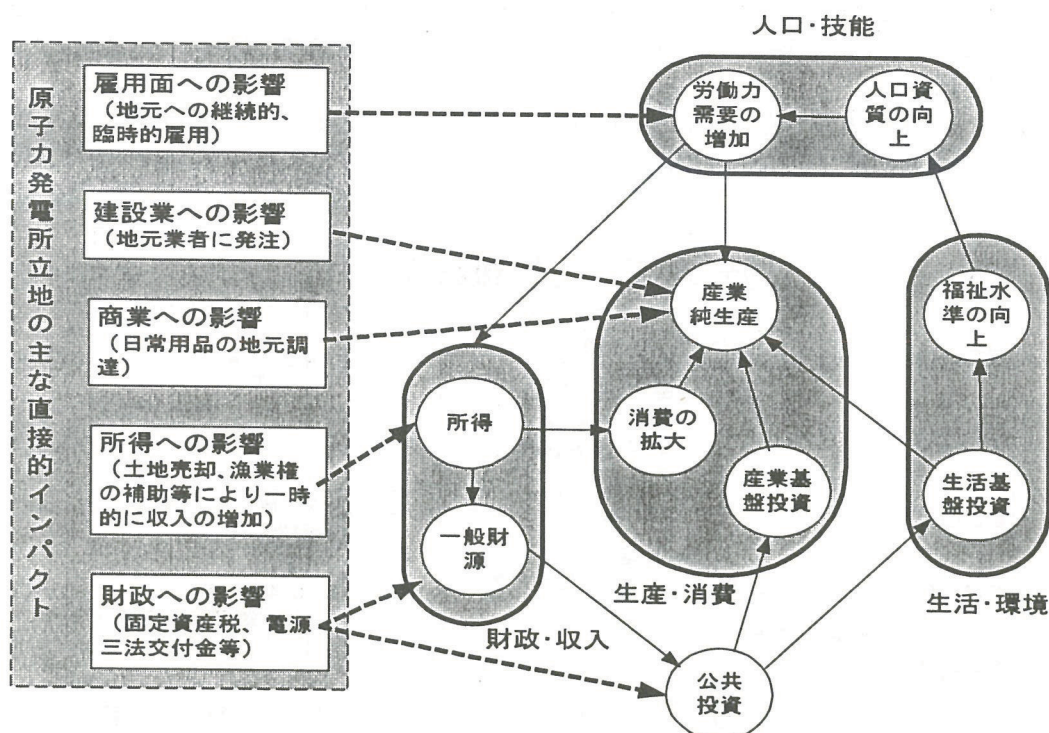 原子力発電所立地の主な直接的インパクト
雇用面への影響
（地元への継続的、
臨時的雇用）
建設業への影響
（地元業者に発注）
商業への影響
（日常用品の地元調
達）
所得への影響
（土地売却、漁業権
の補助等により一時
的に収入の増加）
財政への影響
（固定資産税、電源
三法交付金等）
人口・技能
労働力
需要の
増加
人口資
質の向
上
産業
純生産
消費の
拡大
産業基
盤投資
生産・消費
福祉水
準の向
上
生活基
盤投資
生活・環境
所得
一般財
源
財政・収入
公共
投資